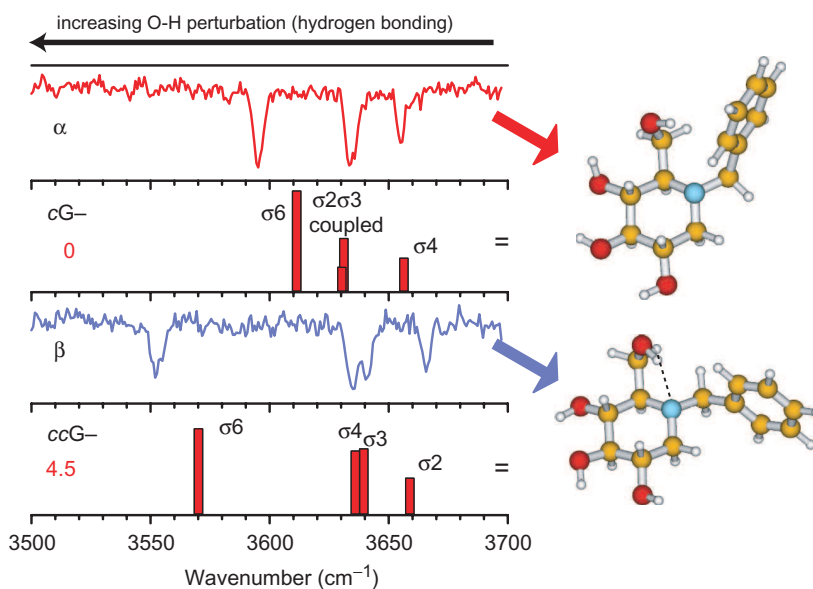 increasing O-H perturbation (hydrogen bonding)
α
cG–
0
σ6
σ2σ3
coupled
σ4
=
β
ccG–
4.5
σ6
σ4
σ3
σ2
=
3500 3550 3600 3650 3700
Wavenumber (cm⁻¹)